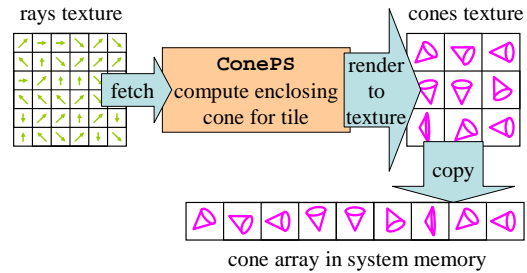 rays texture
cones texture
fetch
ConePS
compute enclosing
cone for tile
render
to
texture
copy
cone array in system memory